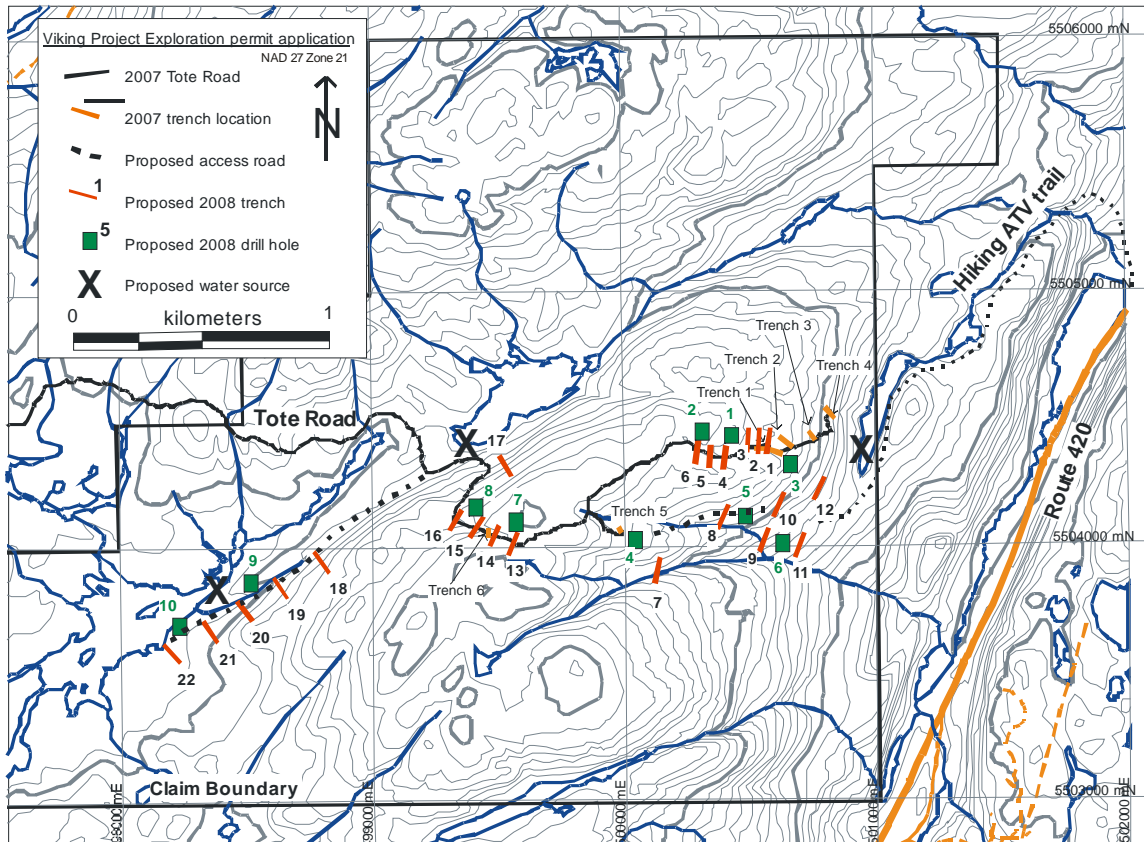 Viking Project Exploration permit application
NAD 27 Zone 21
2007 Tote Road
2007 trench location
Proposed access road
1
Proposed 2008 trench
5
Proposed 2008 drill hole
X Proposed water source
0 kilometers 1
N
5506000 mN
Hiking ATV trail
5505000 mN
Trench 3
Trench 2
Trench 4
Trench 1
Tote Road
2
1
17
X
X
3
2
1
6
5
4
3
8
7
12
Route 420
Trench 5
5
10
16
15
14
13
8
4
9
6
11
5504000 mN
9
X
Trench 6
18
7
10
19
20
21
22
Claim Boundary
5503000 mN